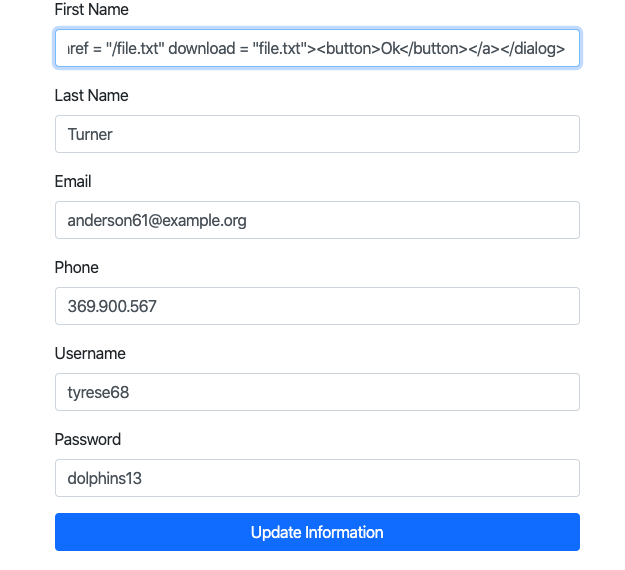 First Name
href = "/file.txt" download = "file.txt"><button>Ok</button></a></dialog>
Last Name
Turner
Email
anderson61@example.org
Phone
369.900.567
Username
tyrese68
Password
dolphins13
Update Information